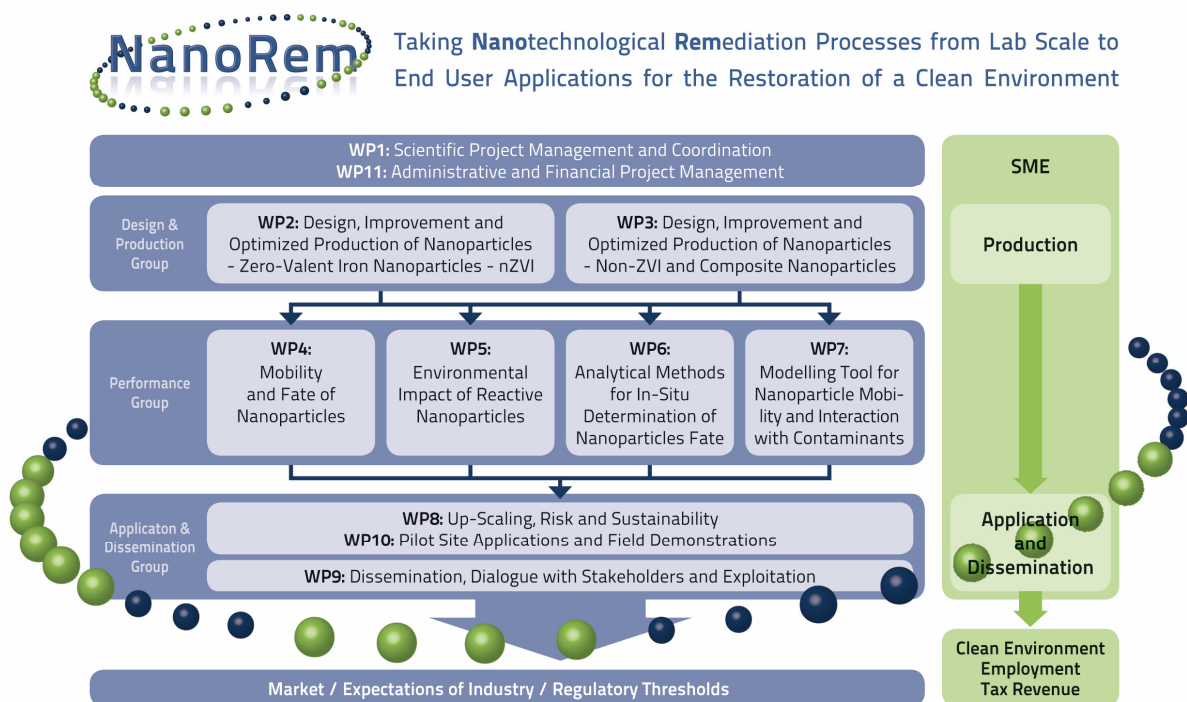 NanoRem
Taking Nanotechnological Remediation Processes from Lab Scale to
End User Applications for the Restoration of a Clean Environment
WP1: Scientific Project Management and Coordination
WP11: Administrative and Financial Project Management
Design &
Production
Group
WP2: Design, Improvement and
Optimized Production of Nanoparticles
- Zero-Valent Iron Nanoparticles - nZVI
WP3: Design, Improvement and
Optimized Production of Nanoparticles
- Non-ZVI and Composite Nanoparticles
Performance
Group
WP4:
Mobility
and Fate of
Nanoparticles
WP5:
Environmental
Impact of Reactive
Nanoparticles
WP6:
Analytical Methods
for In-Situ
Determination of
Nanoparticles Fate
WP7:
Modelling Tool for
Nanoparticle Mobi-
lity and Interaction
with Contaminants
Applicaton &
Dissemination
Group
WP8: Up-Scaling, Risk and Sustainability
WP10: Pilot Site Applications and Field Demonstrations
WP9: Dissemination, Dialogue with Stakeholders and Exploitation
Market / Expectations of Industry / Regulatory Thresholds
SME
Production
Application
and
Dissemination
Clean Environment
Employment
Tax Revenue